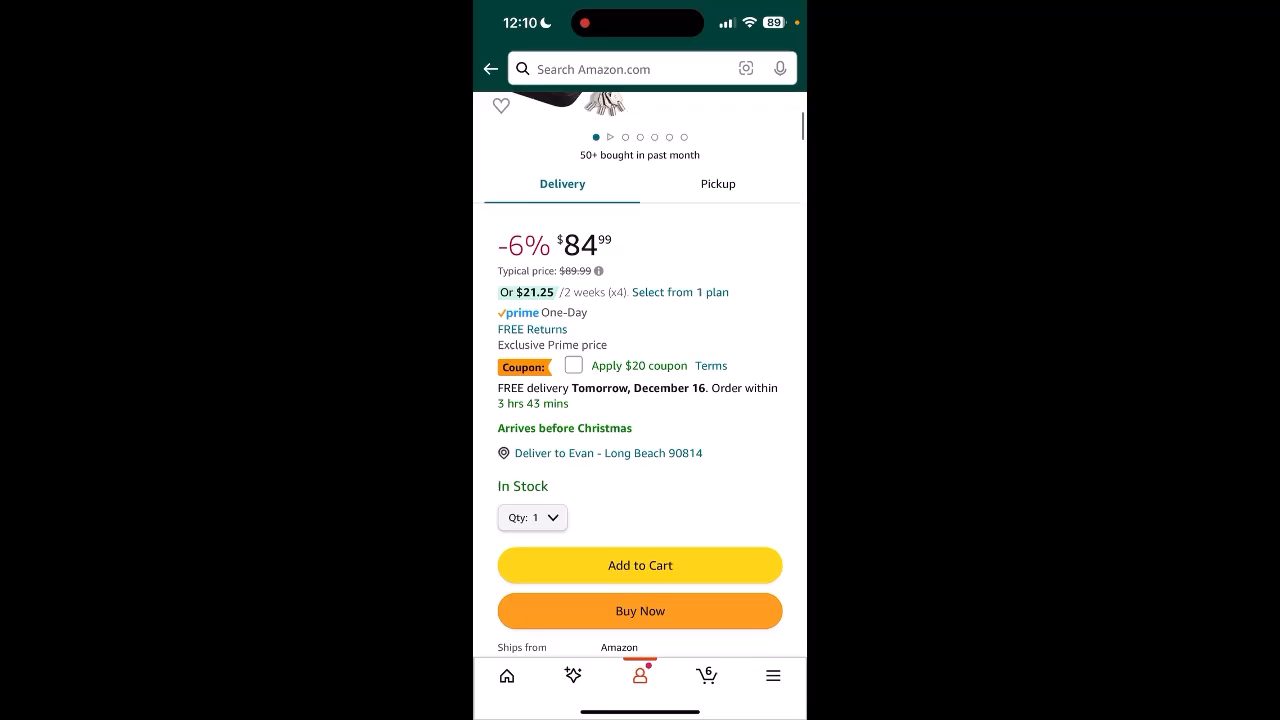 12:10
89
Search Amazon.com
50+ bought in past month
Delivery
Pickup
-6% $84 99
Typical price: $89.99
Or $21.25 /2 weeks (x4). Select from 1 plan
prime One-Day
FREE Returns
Exclusive Prime price
Coupon: Apply $20 coupon Terms
FREE delivery Tomorrow, December 16. Order within
3 hrs 43 mins
Arrives before Christmas
Deliver to Evan - Long Beach 90814
In Stock
Qty: 1
Add to Cart
Buy Now
Ships from Amazon
6